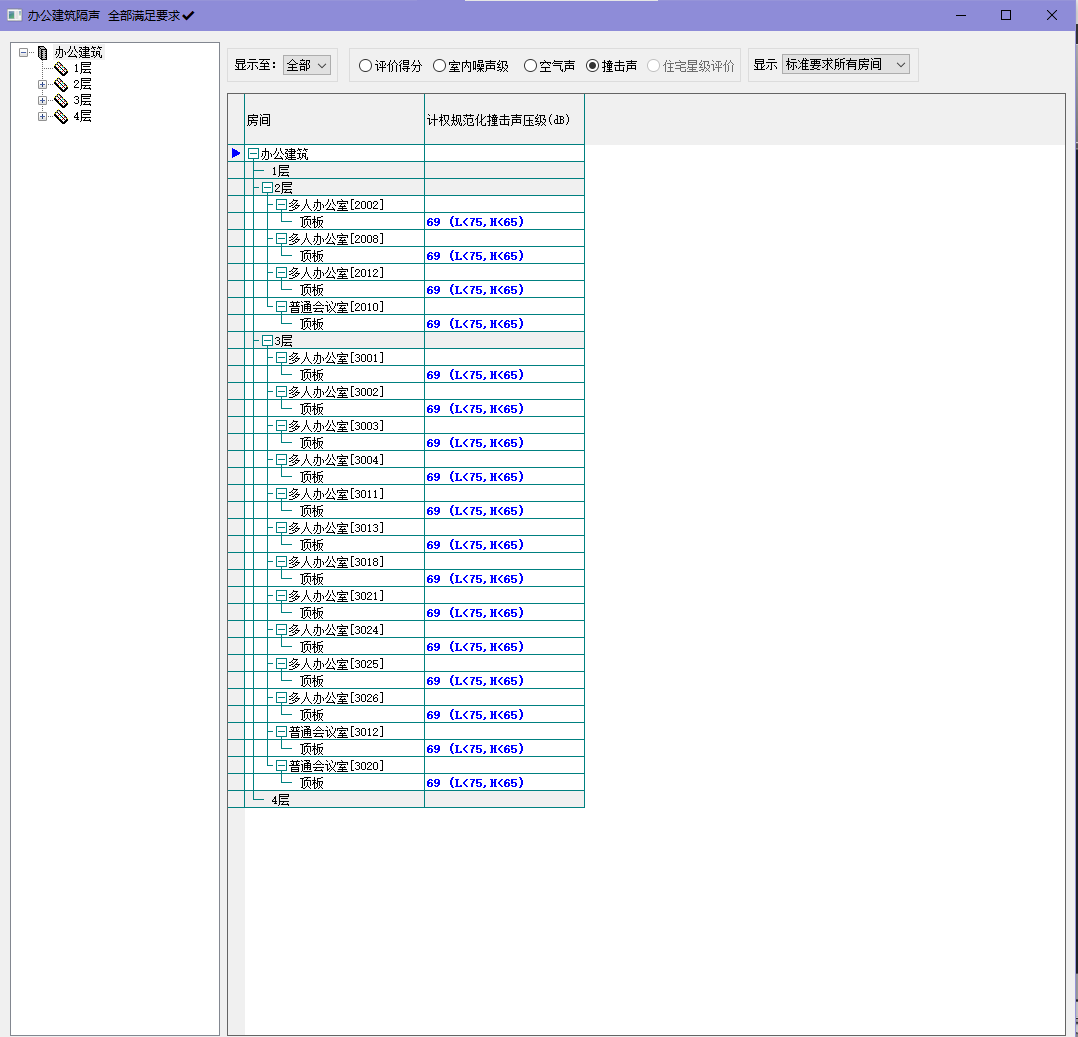 办公建筑隔声 全部满足要求✔
办公建筑
1层
2层
3层
4层
显示至: 全部
评价得分 室内噪声级 空气声 撞击声 住宅星级评价
显示 标准要求所有房间
房间 计权规范化撞击声声压级(dB)
办公建筑
1层
2层
多人办公室[2002]
顶板 69 (L<75,H<65)
多人办公室[2008]
顶板 69 (L<75,H<65)
多人办公室[2012]
顶板 69 (L<75,H<65)
普通会议室[2010]
顶板 69 (L<75,H<65)
3层
多人办公室[3001]
顶板 69 (L<75,H<65)
多人办公室[3002]
顶板 69 (L<75,H<65)
多人办公室[3003]
顶板 69 (L<75,H<65)
多人办公室[3004]
顶板 69 (L<75,H<65)
多人办公室[3011]
顶板 69 (L<75,H<65)
多人办公室[3013]
顶板 69 (L<75,H<65)
多人办公室[3018]
顶板 69 (L<75,H<65)
多人办公室[3021]
顶板 69 (L<75,H<65)
多人办公室[3024]
顶板 69 (L<75,H<65)
多人办公室[3025]
顶板 69 (L<75,H<65)
多人办公室[3026]
顶板 69 (L<75,H<65)
普通会议室[3012]
顶板 69 (L<75,H<65)
普通会议室[3020]
顶板 69 (L<75,H<65)
4层